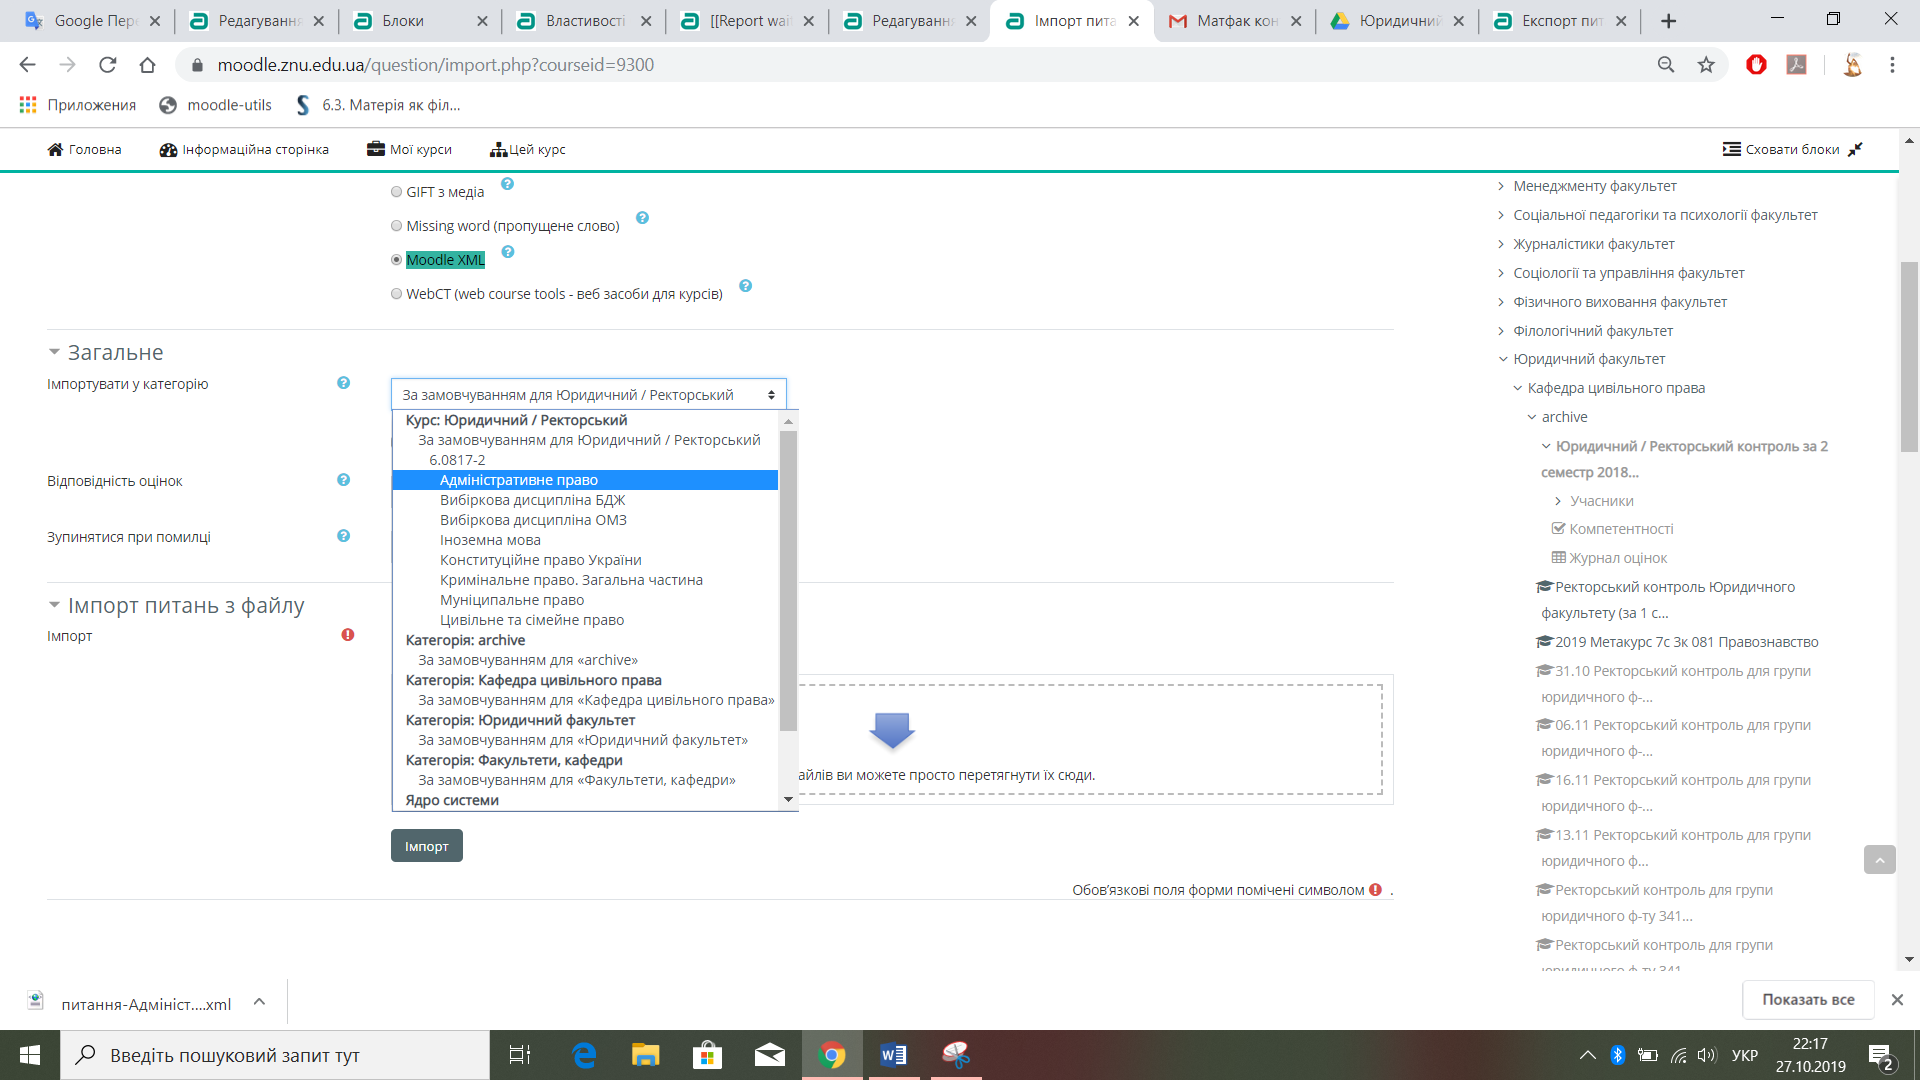 Google Пер
Редагування
Блоки
Властивості
[[Report wai
Редагування
Імпорт пита
Матфак кон
Юридичний
Експорт пит
moodle.znu.edu.ua/question/import.php?courseid=9300
Приложения
moodle-utils
6.3. Матерія як філ...
Головна
Інформаційна сторінка
Мої курси
Цей курс
Сховати блоки
GIFT з медіа
Missing word (пропущене слово)
Moodle XML
WebCT (web course tools - веб засоби для курсів)
Загальне
Імпортувати у категорію
За замовчуванням для Юридичний / Ректорський
Курс: Юридичний / Ректорський
За замовчуванням для Юридичний / Ректорський
6.0817-2
Адміністративне право
Вибіркова дисципліна БДЖ
Вибіркова дисципліна ОМЗ
Іноземна мова
Конституційне право України
Кримінальне право. Загальна частина
Муніципальне право
Цивільне та сімейне право
Категорія: archive
За замовчуванням для «archive»
Категорія: Кафедра цивільного права
За замовчуванням для «Кафедра цивільного права»
Категорія: Юридичний факультет
За замовчуванням для «Юридичний факультет»
Категорія: Факультети, кафедри
За замовчуванням для «Факультети, кафедри»
Ядро системи
Відповідність оцінок
Зупинятися при помилці
Імпорт питань з файлу
Імпорт
айлів ви можете просто перетягнути їх сюди.
Імпорт
Обов'язкові поля форми помічені символом .
Менеджменту факультет
Соціальної педагогіки та психології факультет
Журналістики факультет
Соціології та управління факультет
Фізичного виховання факультет
Філологічний факультет
Юридичний факультет
Кафедра цивільного права
archive
Юридичний / Ректорський контроль за 2
семестр 2018...
Учасники
Компетентності
Журнал оцінок
Ректорський контроль Юридичного
факультету (за 1 с...
2019 Метакурс 7с 3к 081 Правознавство
31.10 Ректорський контроль для групи
юридичного ф-...
06.11 Ректорський контроль для групи
юридичного ф-...
16.11 Ректорський контроль для групи
юридичного ф-...
13.11 Ректорський контроль для групи
юридичного ф...
Ректорський контроль для групи
юридичного ф-ту 341...
Ректорський контроль для групи
юридичного ф-ту 341
питання-Адмініст....xml
Показать все
Введіть пошуковий запит тут
УКР
22:17
27.10.2019
2